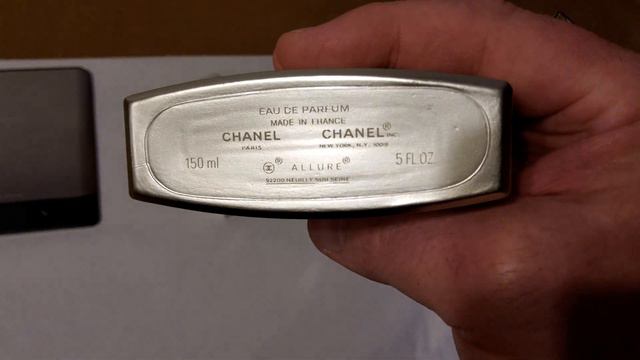 EAU DE PARFUM
MADE IN FRANCE
CHANEL CHANEL® INC
PARIS NEW YORK, N.Y. 10019
150 ml ® ALLURE® 5 FL OZ
92200 NEUILLY SUR SEINE